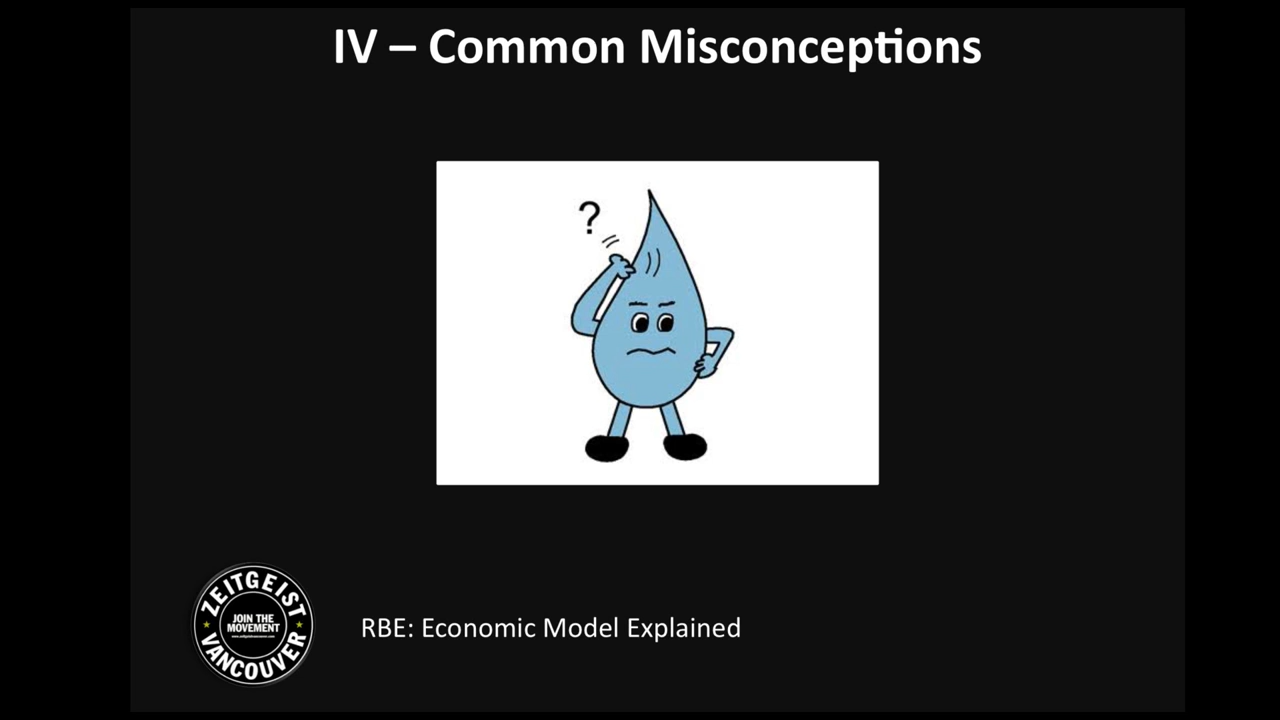 IV – Common Misconceptions
?
ZEITGEIST
JOIN THE
MOVEMENT
VANCOUVER
RBE: Economic Model Explained